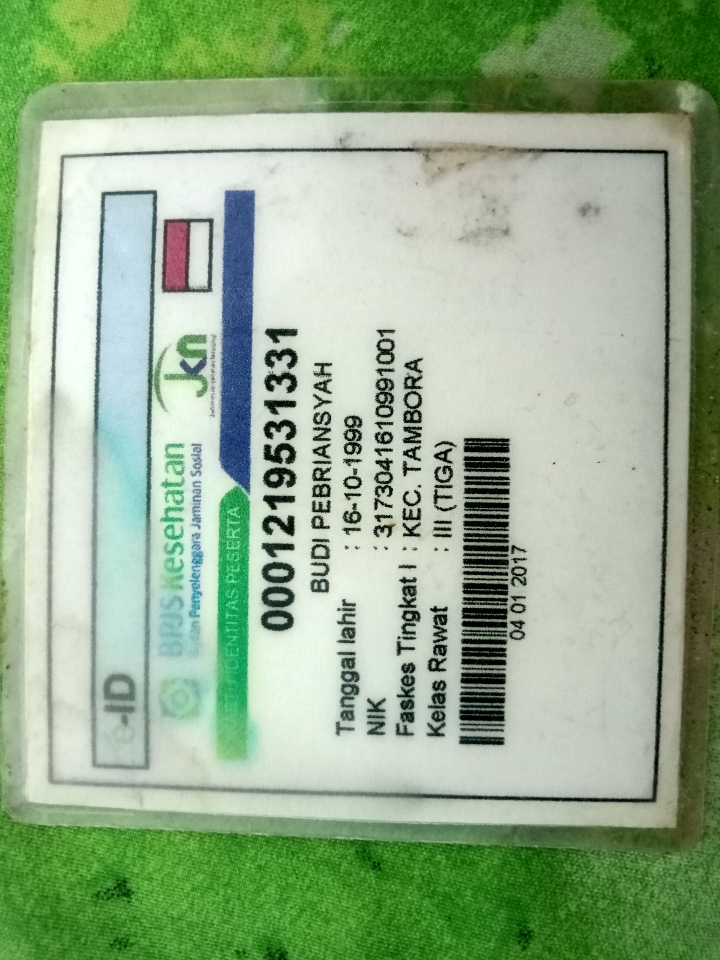 e-ID
BPJS Kesehatan
Badan Penyelenggara Jaminan Sosial
JKN
KARTU IDENTITAS PESERTA
0001219531331
BUDI PEBRIANSYAH
Tanggal lahir : 16-10-1999
NIK : 3173041610991001
Faskes Tingkat I : KEC. TAMBORA
Kelas Rawat : III (TIGA)
04 01 2017